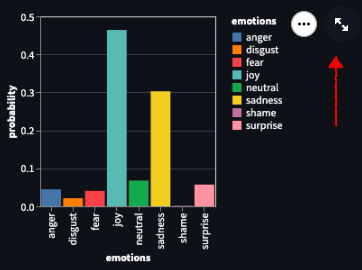 0.5
0.4
0.3
0.2
0.1
0.0
probability
anger
disgust
fear
joy
neutral
sadness
shame
surprise
emotions
emotions
anger
disgust
fear
joy
neutral
sadness
shame
surprise